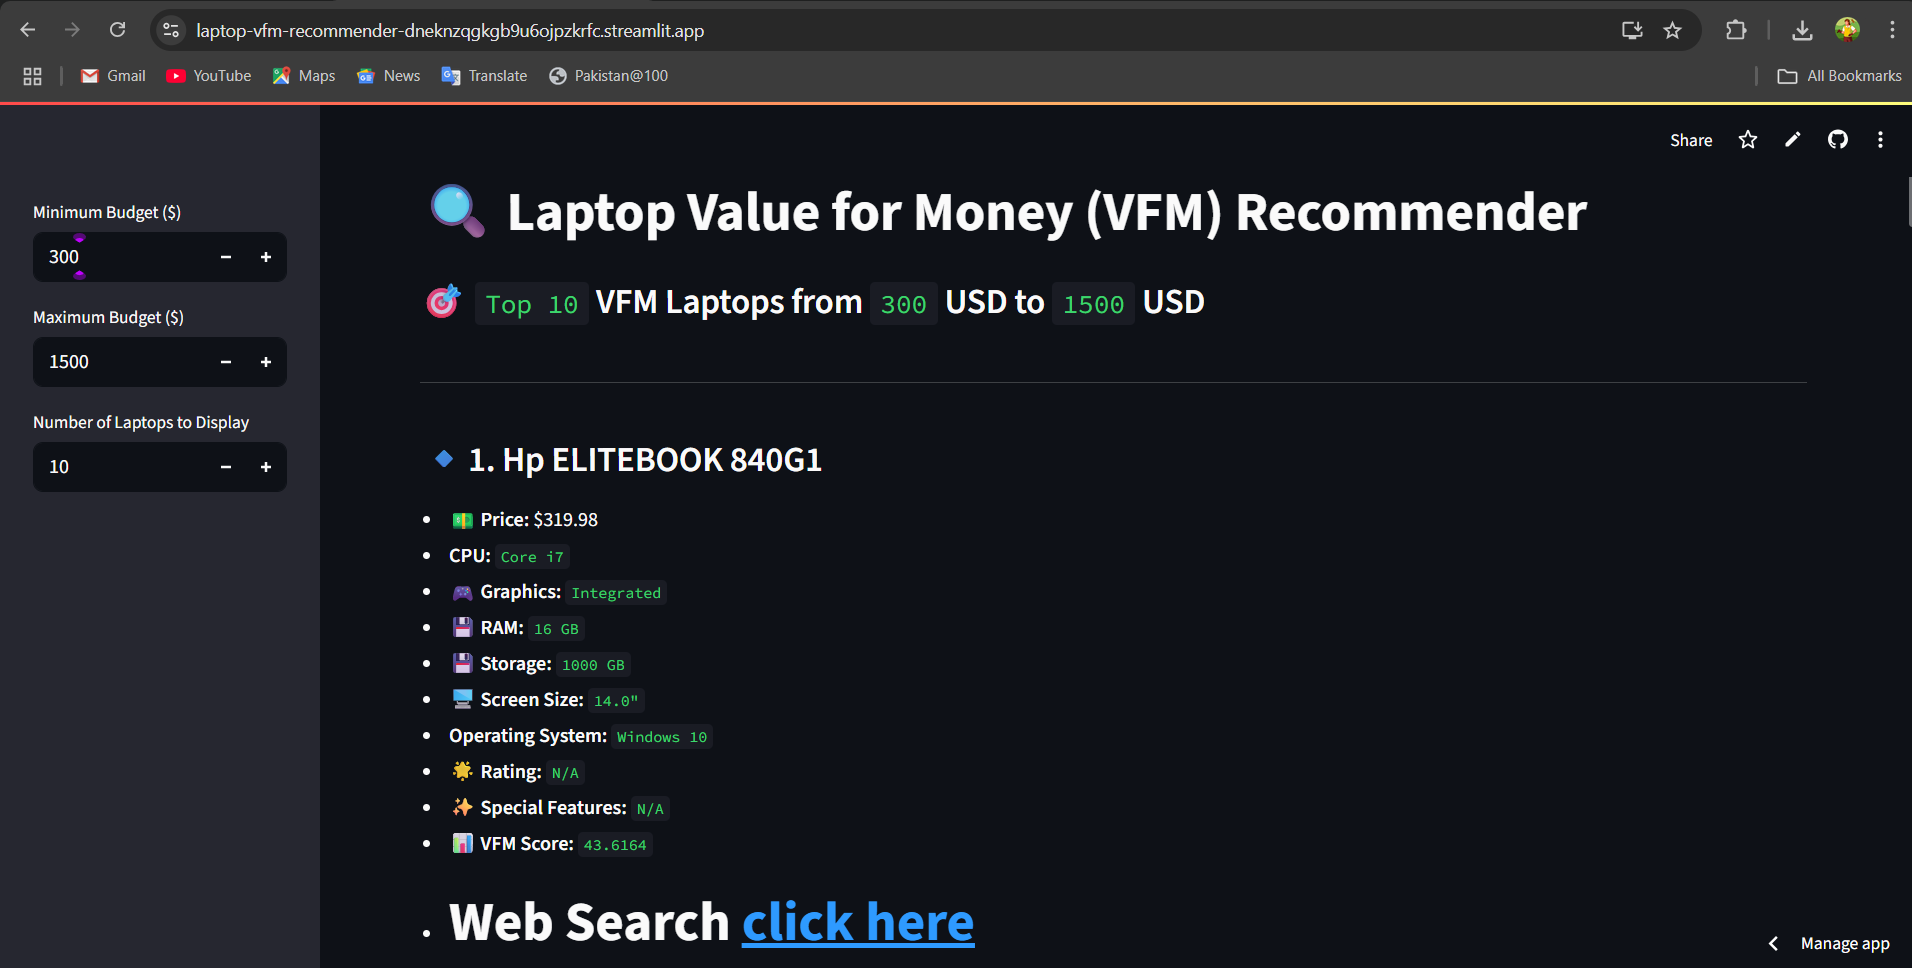 laptop-vfm-recommender-dneknzqgkgb9u6ojpzkrfc.streamlit.app
Gmail YouTube Maps News Translate Pakistan@100 All Bookmarks
Share
Minimum Budget ($)
300
Maximum Budget ($)
1500
Number of Laptops to Display
10
Laptop Value for Money (VFM) Recommender
Top 10 VFM Laptops from 300 USD to 1500 USD
1. Hp ELITEBOOK 840G1
Price: $319.98
CPU: Core i7
Graphics: Integrated
RAM: 16 GB
Storage: 1000 GB
Screen Size: 14.0"
Operating System: Windows 10
Rating: N/A
Special Features: N/A
VFM Score: 43.6164
Web Search click here
Manage app